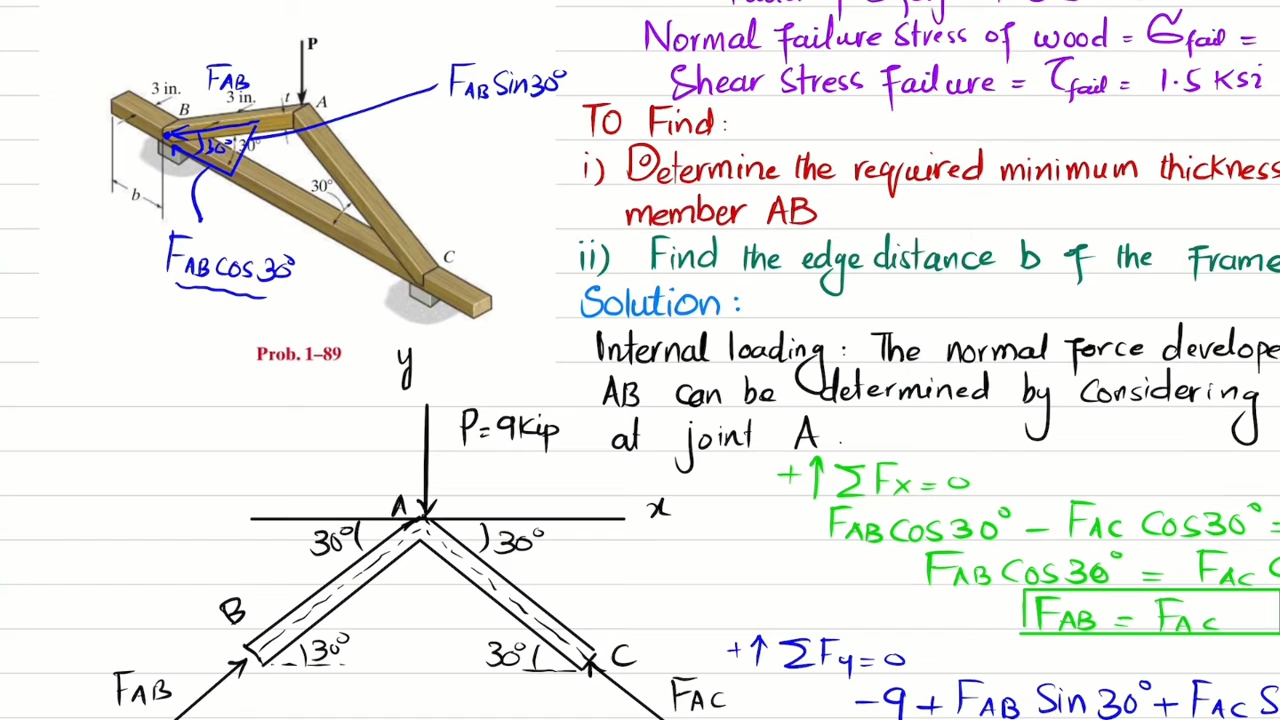 Normal failure stress of wood = σfail =
Shear stress failure = τfail = 1.5 Ksi
To Find:
i) Determine the required minimum thickness
member AB
ii) Find the edge distance b of the Frame
Solution:
Internal loading: The normal force develope
AB can be determined by considering
at joint A.
+↑ ΣFx = 0
FAB COS30° - FAC COS30° =
FAB COS30° = FAC
FAB = FAC
+↑ ΣFy = 0
-9 + FAB Sin 30° + FAC S
P
FAB
FAB Sin30°
3 in.
3 in.
t
A
B
30°
30°
30°
b
C
FAB COS30°
Prob. 1–89
y
P = 9Kip
A
x
30°
30°
B
30°
30°
C
FAB
FAC